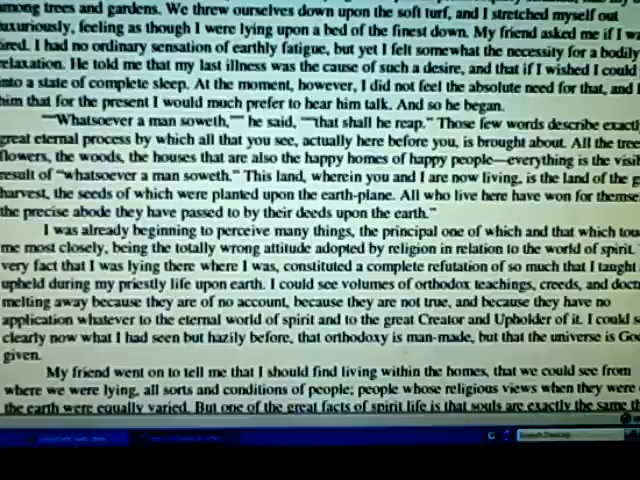 among trees and gardens. We threw ourselves down upon the soft turf, and I stretched myself out
luxuriously, feeling as though I were lying upon a bed of the finest down. My friend asked me if I wa
tired. I had no ordinary sensation of earthly fatigue, but yet I felt somewhat the necessity for a bodily
relaxation. He told me that my last illness was the cause of such a desire, and that if I wished I could
into a state of complete sleep. At the moment, however, I did not feel the absolute need for that, and I
him that for the present I would much prefer to hear him talk. And so he began.
"Whatsoever a man soweth," he said, "that shall he reap." Those few words describe exactl
great eternal process by which all that you see, actually here before you, is brought about. All the tree
flowers, the woods, the houses that are also the happy homes of happy people—everything is the visi
result of "whatsoever a man soweth." This land, wherein you and I are now living, is the land of the g
harvest, the seeds of which were planted upon the earth-plane. All who live here have won for themse
the precise abode they have passed to by their deeds upon the earth."
I was already beginning to perceive many things, the principal one of which and that which tou
me most closely, being the totally wrong attitude adopted by religion in relation to the world of spirit.
very fact that I was lying there where I was, constituted a complete refutation of so much that I taught
upheld during my priestly life upon earth. I could see volumes of orthodox teachings, creeds, and doct
melting away because they are of no account, because they are not true, and because they have no
application whatever to the eternal world of spirit and to the great Creator and Upholder of it. I could s
clearly now what I had seen but hazily before, that orthodoxy is man-made, but that the universe is Go
given.
My friend went on to tell me that I should find living within the homes, that we could see from
where we were lying, all sorts and conditions of people; people whose religious views when they were
the earth were equally varied. But one of the great facts of spirit life is that souls are exactly the same th